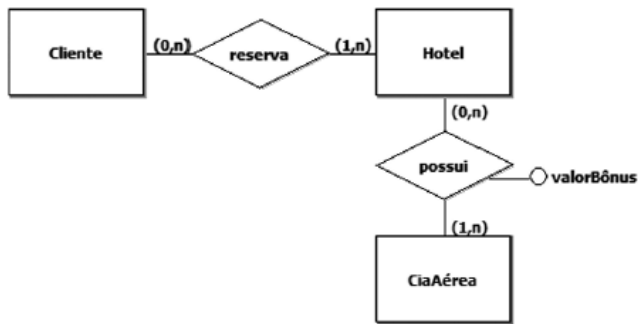 Cliente (0,n) reserva (1,n) Hotel
(0,n)
possui valorBônus
(1,n)
CiaAérea